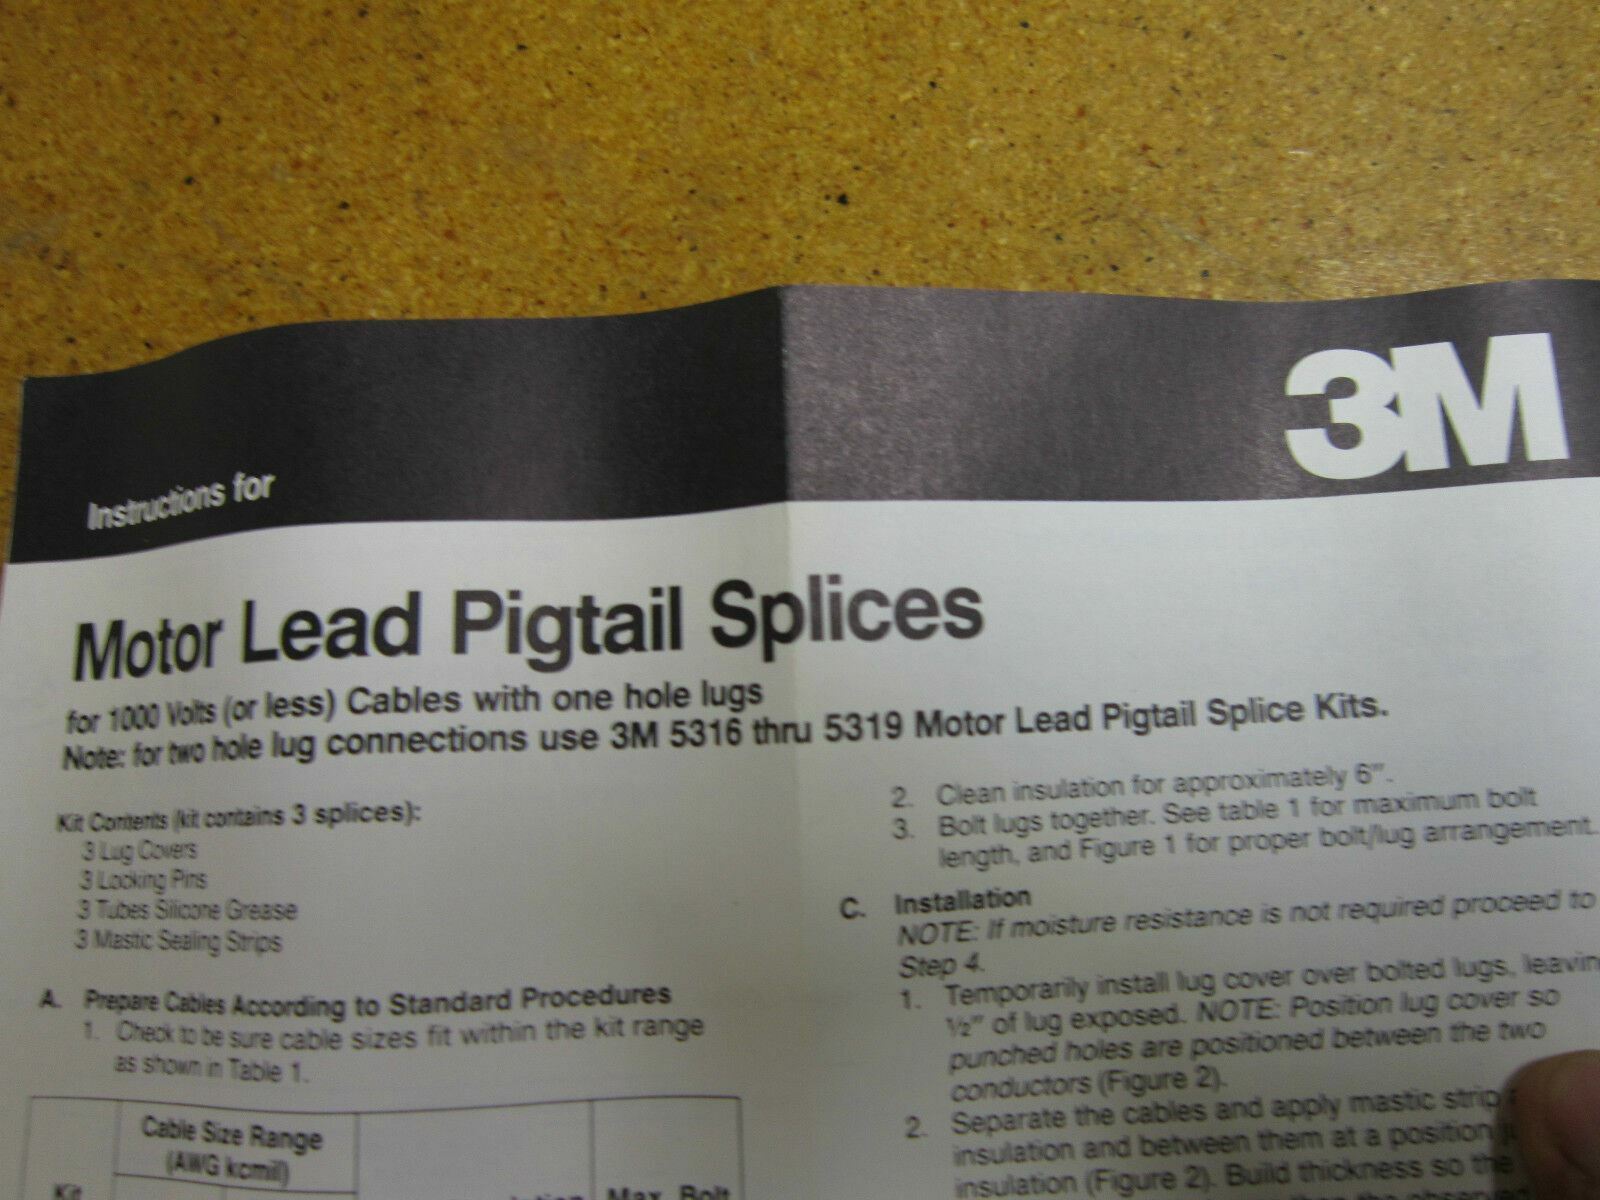 Instructions for
3M
Motor Lead Pigtail Splices
for 1000 Volts (or less) Cables with one hole lugs
Note: for two hole lug connections use 3M 5316 thru 5319 Motor Lead Pigtail Splice Kits.
Kit Contents (kit contains 3 splices):
3 Lug Covers
3 Locking Pins
3 Tubes Silicone Grease
3 Mastic Sealing Strips
A. Prepare Cables According to Standard Procedures
1. Check to be sure cable sizes fit within the kit range
as shown in Table 1.
Cable Size Range
(AWG kcmil)
Kit
Max. Bolt
2. Clean insulation for approximately 6".
3. Bolt lugs together. See table 1 for maximum bolt
length, and Figure 1 for proper bolt/lug arrangement.
C. Installation
NOTE: If moisture resistance is not required proceed to
Step 4.
1. Temporarily install lug cover over bolted lugs, leavin
½" of lug exposed. NOTE: Position lug cover so
punched holes are positioned between the two
conductors (Figure 2).
2. Separate the cables and apply mastic strip
insulation and between them at a position
insulation (Figure 2). Build thickness so the